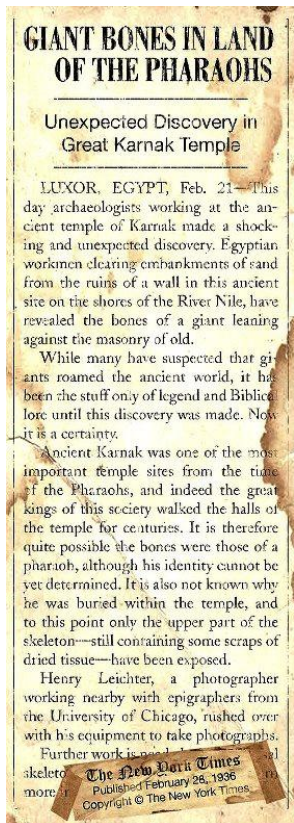 GIANT BONES IN LAND
OF THE PHARAOHS
Unexpected Discovery in
Great Karnak Temple
LUXOR, EGYPT, Feb. 21—This
day archaeologists working at the an-
cient temple of Karnak made a shock-
ing and unexpected discovery. Egyptian
workmen clearing embankments of sand
from the ruins of a wall in this ancient
site on the shores of the River Nile, have
revealed the bones of a giant leaning
against the masonry of old.
While many have suspected that gi-
ants roamed the ancient world, it has
been the stuff only of legend and Biblical
lore until this discovery was made. Now
it is a certainty.
Ancient Karnak was one of the most
important temple sites from the time
of the Pharaohs, and indeed the great
kings of this society walked the halls of
the temple for centuries. It is therefore
quite possible the bones were those of a
pharaoh, although his identity cannot be
yet determined. It is also not known why
he was buried within the temple, and
to this point only the upper part of the
skeleton—still containing some scraps of
dried tissue—have been exposed.
Henry Leichter, a photographer
working nearby with epigraphers from
the University of Chicago, rushed over
with his equipment to take photographs.
Further work is
skeleto
more
The New York Times
Published February 28, 1936
Copyright © The New York Times